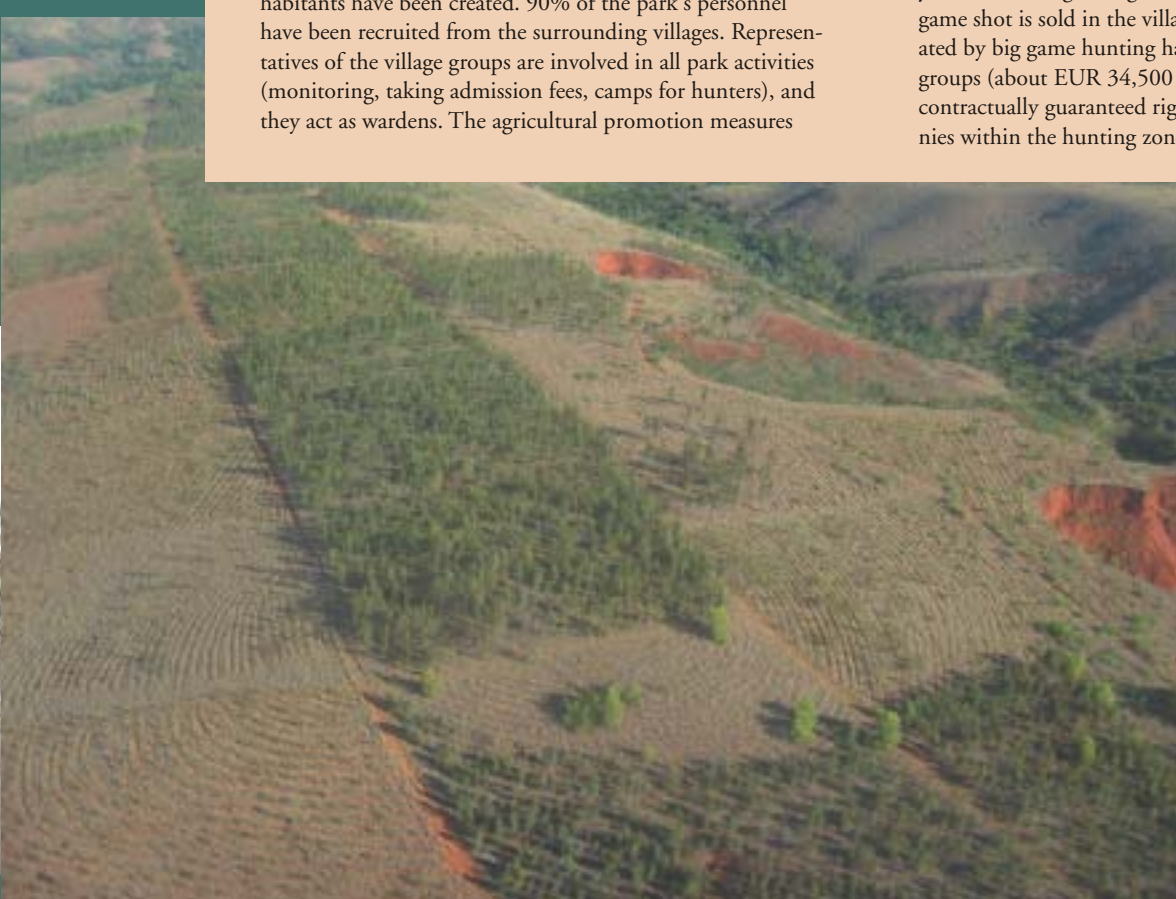 habitants have been created. 90% of the park's personnel
have been recruited from the surrounding villages. Represen-
tatives of the village groups are involved in all park activities
(monitoring, taking admission fees, camps for hunters), and
they act as wardens. The agricultural promotion measures
game shot is sold in the
ated by big game hunting
groups (about EUR 34,500
contractually guaranteed
nies within the hunting